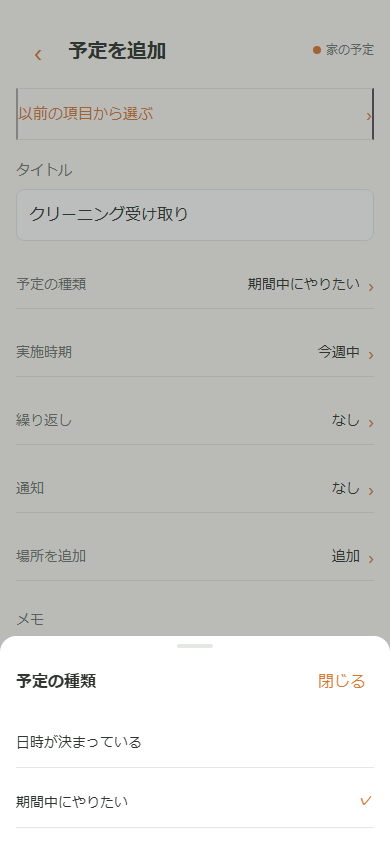 予定を追加
家の予定
以前の項目から選ぶ
タイトル
クリーニング受け取り
予定の種類 期間中にやりたい
実施時期 今週中
繰り返し なし
通知 なし
場所を追加 追加
メモ
予定の種類 閉じる
日時が決まっている
期間中にやりたい